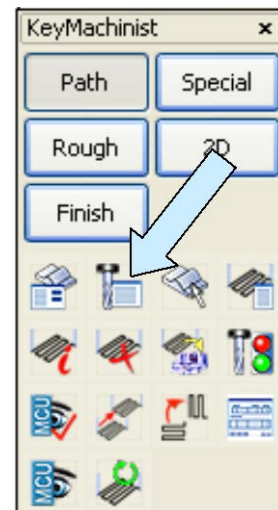 KeyMachinist x
Path Special
Rough 2D
Finish
i
MCU
MCU